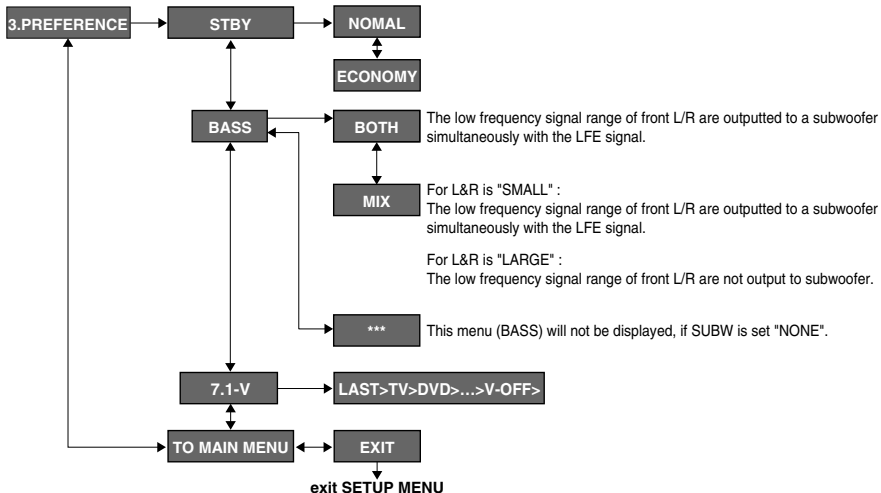 3.PREFERENCE
STBY
NOMAL
ECONOMY
BASS
BOTH
The low frequency signal range of front L/R are outputted to a subwoofer
simultaneously with the LFE signal.
MIX
For L&R is "SMALL" :
The low frequency signal range of front L/R are outputted to a subwoofer
simultaneously with the LFE signal.
For L&R is "LARGE" :
The low frequency signal range of front L/R are not output to subwoofer.
***
This menu (BASS) will not be displayed, if SUBW is set "NONE".
7.1-V
LAST>TV>DVD>...>V-OFF>
TO MAIN MENU
EXIT
exit SETUP MENU